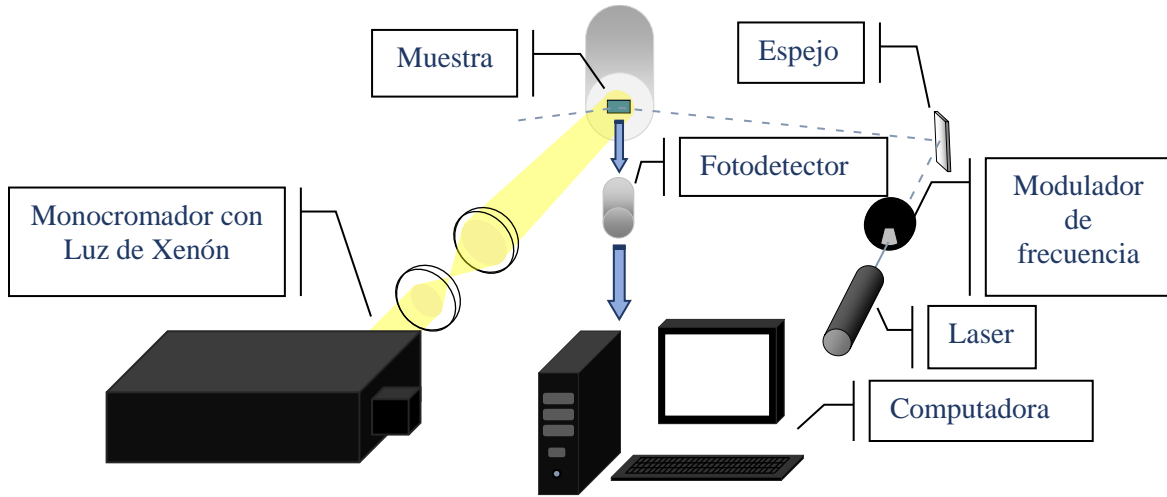 Muestra
Espejo
Fotodetector
Modulador
de
frecuencia
Monocromador con
Luz de Xenón
Laser
Computadora